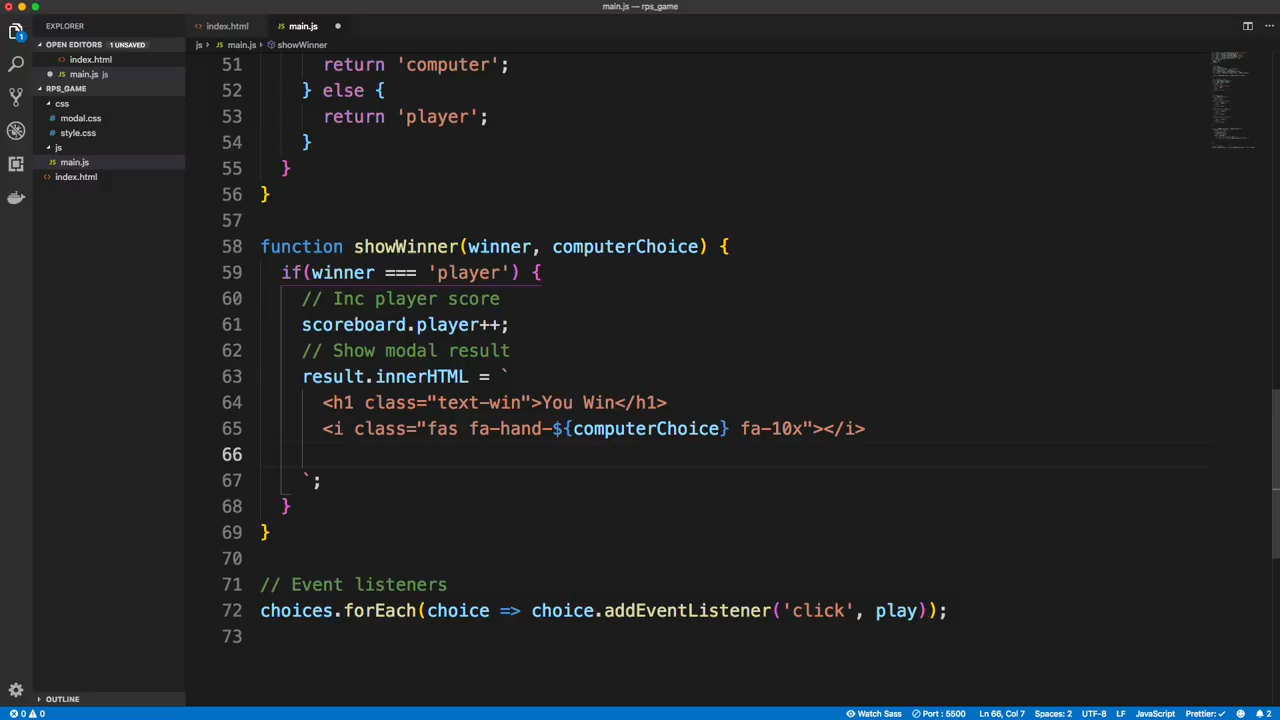 main.js — rps_game
EXPLORER
index.html
main.js
OPEN EDITORS 1 UNSAVED
js > main.js > showWinner
index.html
main.js js
RPS_GAME
css
modal.css
style.css
js
main.js
index.html
OUTLINE
1
51 return 'computer';
52 } else {
53 return 'player';
54 }
55 }
56 }
57
58 function showWinner(winner, computerChoice) {
59 if(winner === 'player') {
60 // Inc player score
61 scoreboard.player++;
62 // Show modal result
63 result.innerHTML = `
64 <h1 class="text-win">You Win</h1>
65 <i class="fas fa-hand-${computerChoice} fa-10x"></i>
66
67 `;
68 }
69 }
70
71 // Event listeners
72 choices.forEach(choice => choice.addEventListener('click', play));
73
0 0 Watch Sass Port : 5500 Ln 66, Col 7 Spaces: 2 UTF-8 LF JavaScript Prettier: ✓ 2